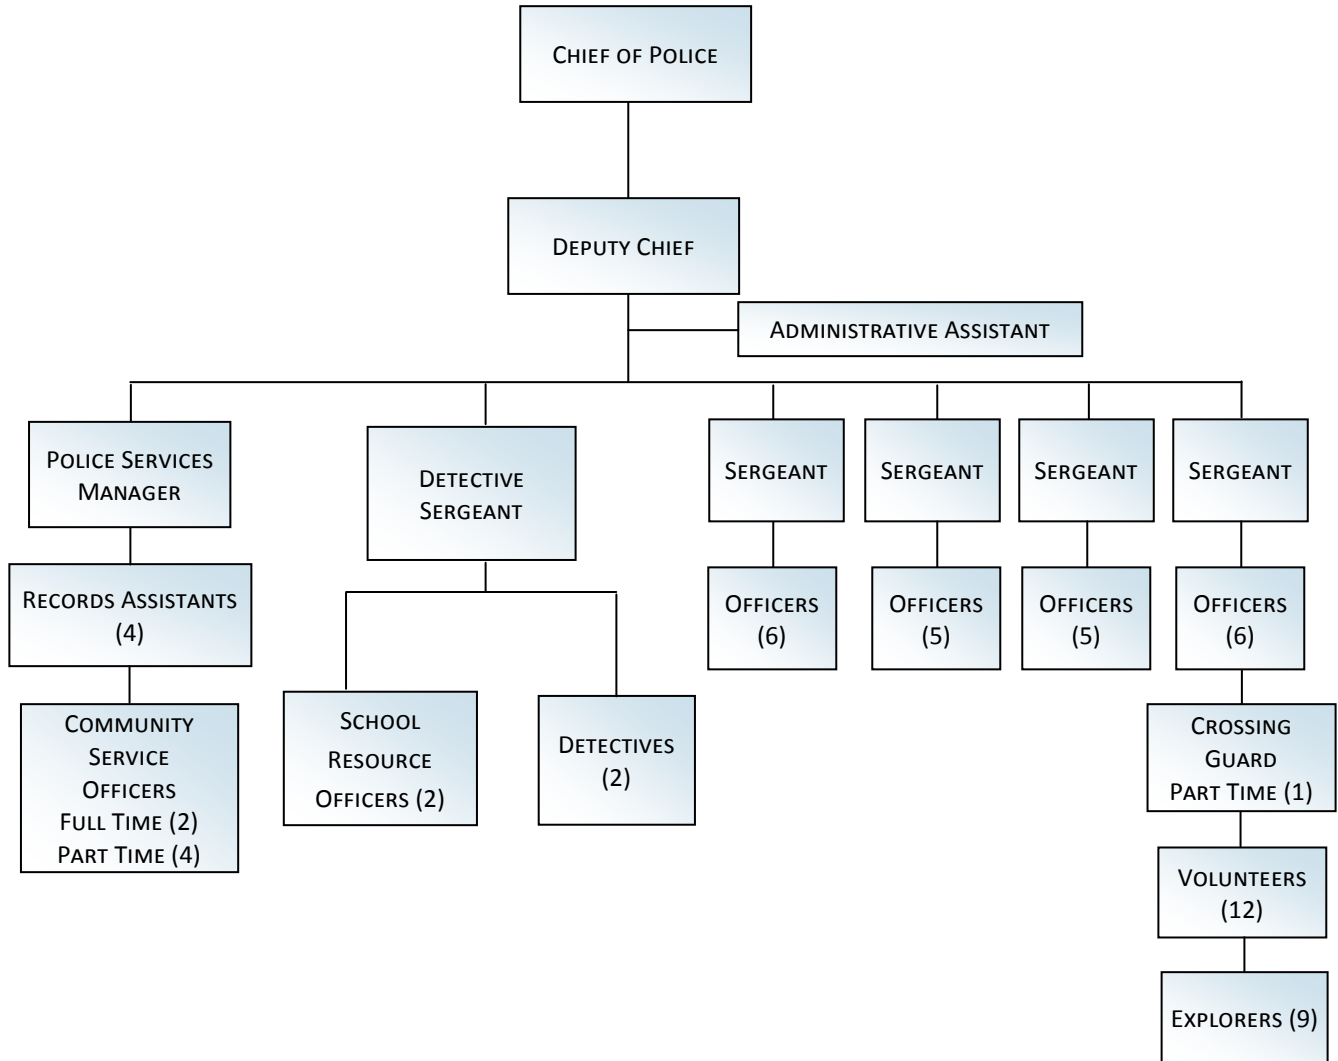 CHIEF OF POLICE
DEPUTY CHIEF
ADMINISTRATIVE ASSISTANT
POLICE SERVICES
MANAGER
DETECTIVE
SERGEANT
SERGEANT
SERGEANT
SERGEANT
SERGEANT
RECORDS ASSISTANTS
(4)
OFFICERS
(6)
OFFICERS
(5)
OFFICERS
(5)
OFFICERS
(6)
COMMUNITY
SERVICE
OFFICERS
FULL TIME (2)
PART TIME (4)
SCHOOL
RESOURCE
OFFICERS (2)
DETECTIVES
(2)
CROSSING
GUARD
PART TIME (1)
VOLUNTEERS
(12)
EXPLORERS (9)